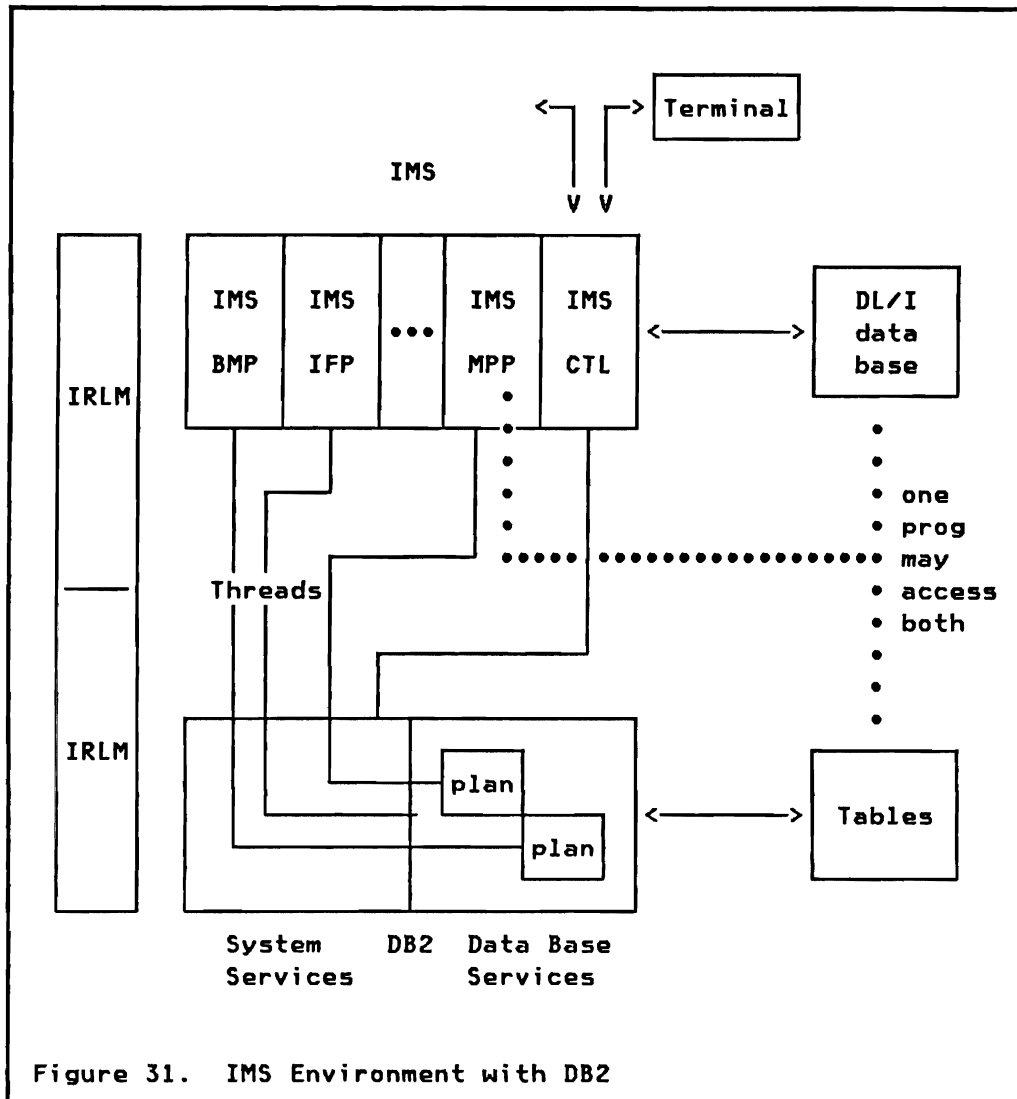 Terminal
IMS
IMS IMS ••• IMS IMS
BMP IFP MPP CTL
DL/I
data
base
IRLM
one
prog
may
access
both
Threads
IRLM
plan
plan
Tables
System DB2 Data Base
Services Services
Figure 31. IMS Environment with DB2